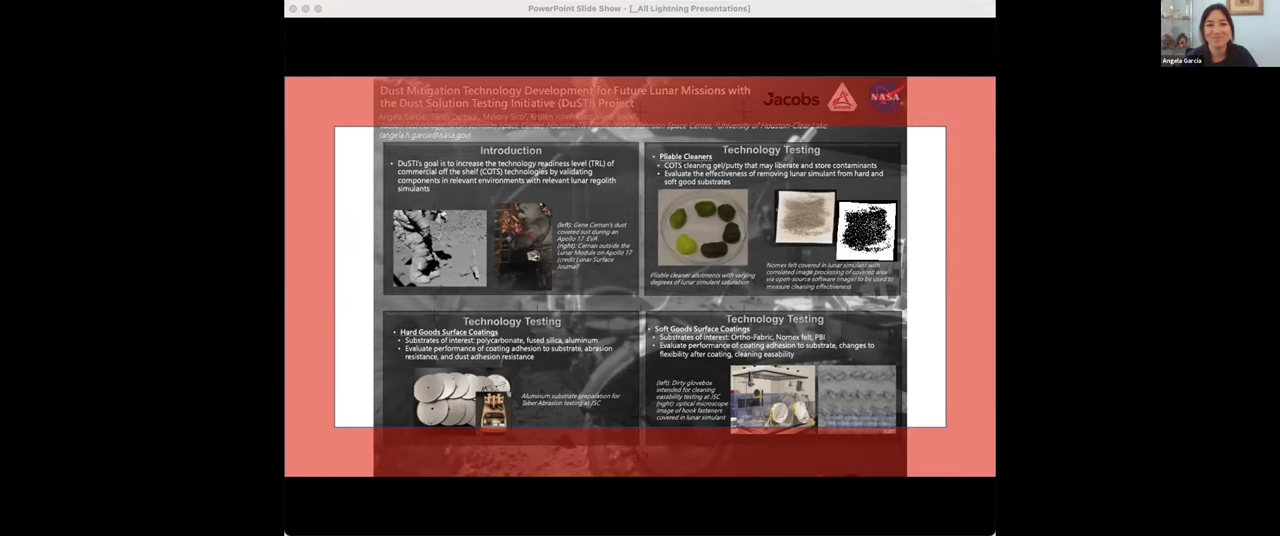 PowerPoint Slide Show - [_All Lightning Presentations]
Angela Garcia
Dust Mitigation Technology Development for Future Lunar Missions with
the Dust Solution Testing Initiative (DuSTI) Project
Jacobs
NASA
(angela.h.garcia@nasa.gov)
Introduction
• DuSTI's goal is to increase the technology readiness level (TRL) of
commercial off the shelf (COTS) technologies by validating
components in relevant environments with relevant lunar regolith
simulants
(left): Gene Cernan's dust
covered suit during an
Apollo 17 EVA
(right): Cernan outside the
Lunar Module on Apollo 17
(credit Lunar Surface
Journal)
Technology Testing
• Pliable Cleaners
• COTS cleaning gel/putty that may liberate and store contaminants
• Evaluate the effectiveness of removing lunar simulant from hard and
soft good substrates
Pliable cleaner allotments with varying
degrees of lunar simulant saturation
Nomex felt covered in lunar simulant with
correlated image processing of covered area
via open-source software ImageJ to be used to
measure cleaning effectiveness
Technology Testing
• Hard Goods Surface Coatings
• Substrates of interest: polycarbonate, fused silica, aluminum
• Evaluate performance of coating adhesion to substrate, abrasion
resistance, and dust adhesion resistance
Aluminum substrate preparation for
Taber Abrasion testing at JSC
Technology Testing
• Soft Goods Surface Coatings
• Substrates of interest: Ortho-Fabric, Nomex felt, PBI
• Evaluate performance of coating adhesion to substrate, changes to
flexibility after coating, cleaning easability
(left): Dirty glovebox
intended for cleaning
easability testing at JSC
(right): optical microscope
image of hook fasteners
covered in lunar simulant